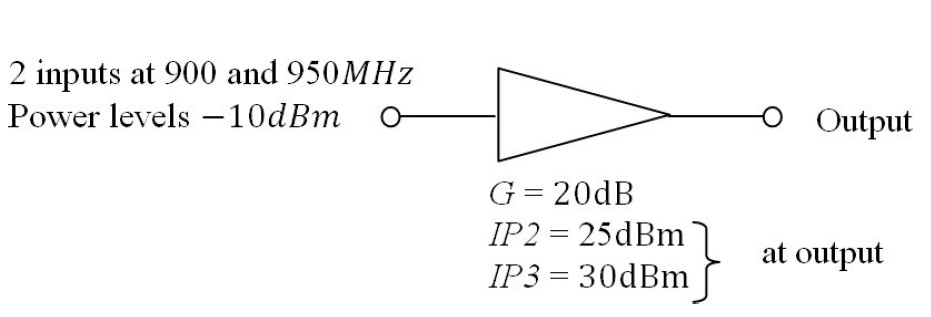 2 inputs at 900 and 950MHz
Power levels −10dBm
Output
G = 20dB
IP2 = 25dBm
IP3 = 30dBm
at output